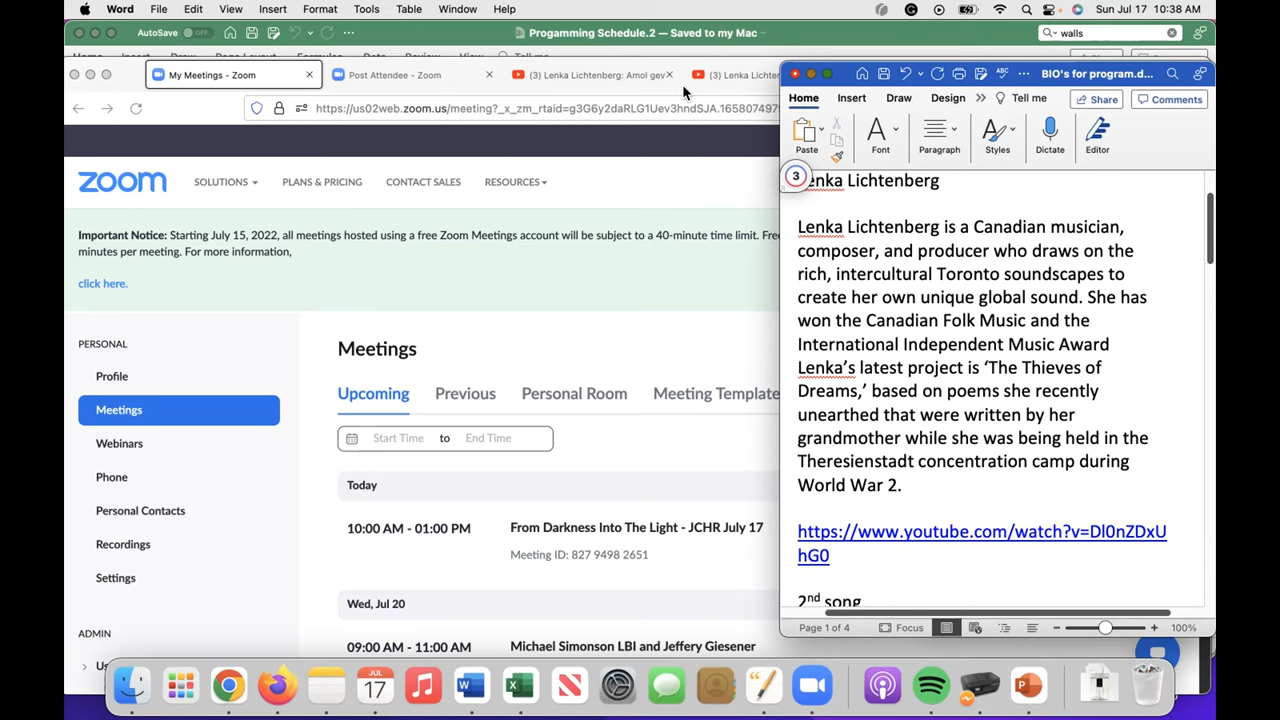 Word File Edit View Insert Format Tools Table Window Help Sun Jul 17 10:38 AM
AutoSave OFF Progamming Schedule.2 — Saved to my Mac walls
My Meetings - Zoom Post Attendee - Zoom (3) Lenka Lichtenberg: Amol gev (3) Lenka Lichten
https://us02web.zoom.us/meeting?_x_zm_rtaid=g3G6y2daRLG1Uev3hndSJA.165807497
zoom SOLUTIONS PLANS & PRICING CONTACT SALES RESOURCES
Important Notice: Starting July 15, 2022, all meetings hosted using a free Zoom Meetings account will be subject to a 40-minute time limit. Free
minutes per meeting. For more information,
click here.
PERSONAL
Profile
Meetings
Webinars
Phone
Personal Contacts
Recordings
Settings
ADMIN
Meetings
Upcoming Previous Personal Room Meeting Template
Start Time to End Time
Today
10:00 AM - 01:00 PM From Darkness Into The Light - JCHR July 17
Meeting ID: 827 9498 2651
Wed, Jul 20
09:00 AM - 11:00 AM Michael Simonson LBI and Jeffery Giesener
BIO's for program.d...
Home Insert Draw Design Tell me Share Comments
Paste Font Paragraph Styles Dictate Editor
3
enka Lichtenberg
Lenka Lichtenberg is a Canadian musician,
composer, and producer who draws on the
rich, intercultural Toronto soundscapes to
create her own unique global sound. She has
won the Canadian Folk Music and the
International Independent Music Award
Lenka's latest project is ‘The Thieves of
Dreams,’ based on poems she recently
unearthed that were written by her
grandmother while she was being held in the
Theresienstadt concentration camp during
World War 2.
https://www.youtube.com/watch?v=Dl0nZDxU
hG0
2nd song
Page 1 of 4 Focus 100%
JUL
17